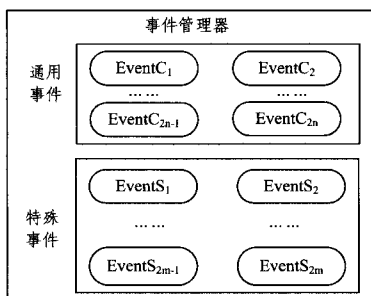 事件管理器
通用
事件
EventC1 EventC2
…… ……
EventC2n-1 EventC2n
特殊
事件
EventS1 EventS2
…… ……
EventS2m-1 EventS2m